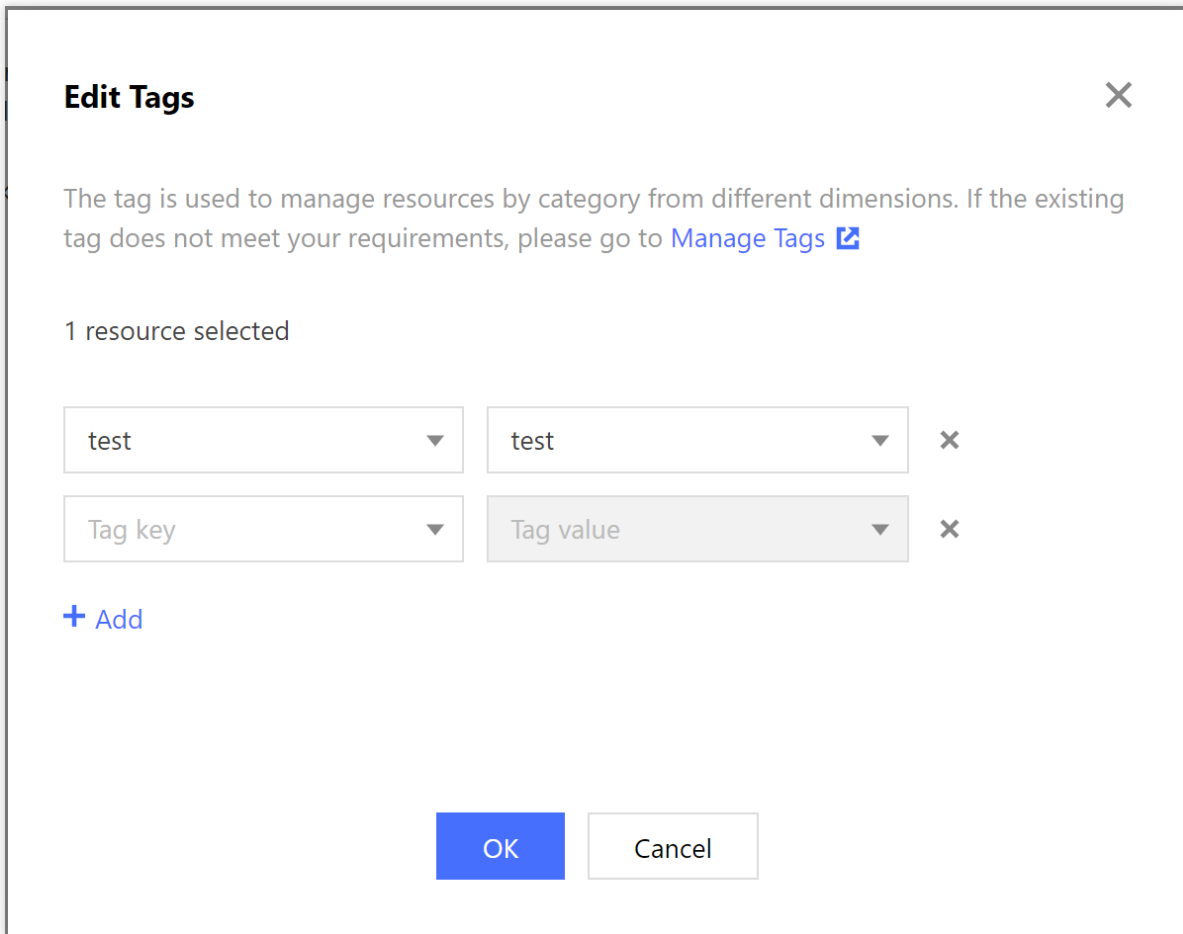 Edit Tags
The tag is used to manage resources by category from different dimensions. If the existing
tag does not meet your requirements, please go to Manage Tags
1 resource selected
test test
Tag key Tag value
Add
OK Cancel